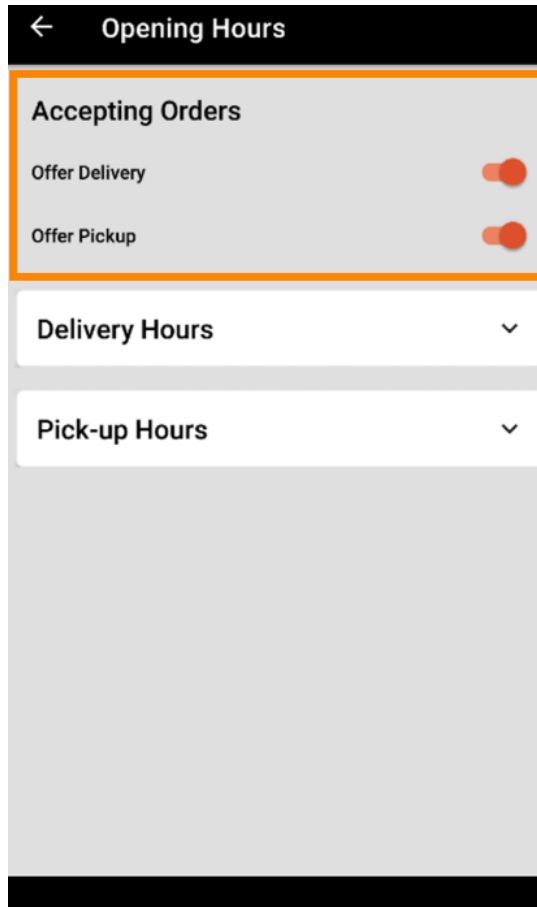 Opening Hours
Accepting Orders
Offer Delivery
Offer Pickup
Delivery Hours
Pick-up Hours